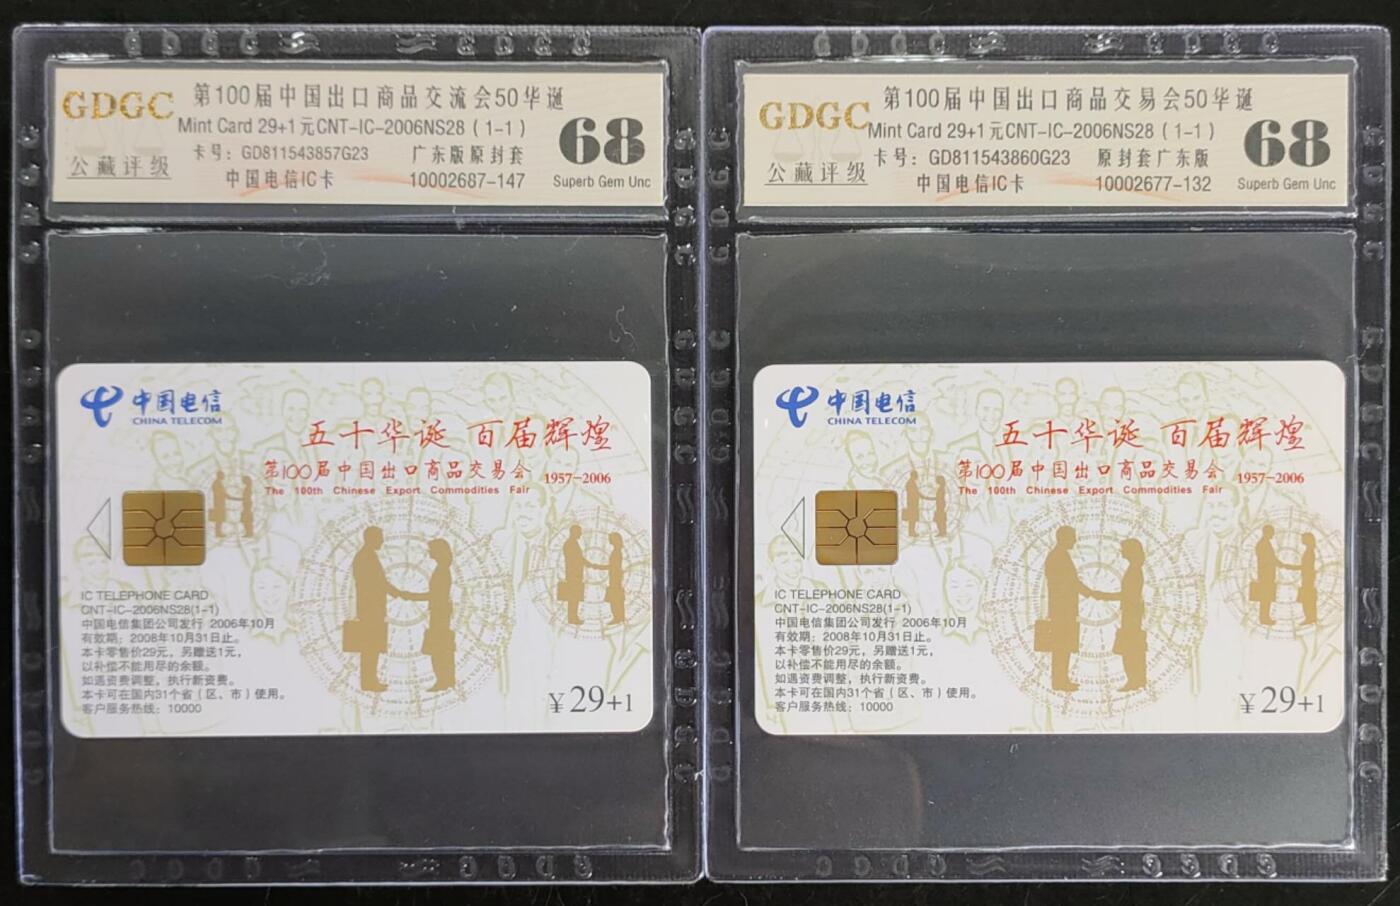 GDGC
公藏评级
第100届中国出口商品交流会50华诞
Mint Card 29+1元CNT-IC-2006NS28（1-1）
卡号：GD811543857G23 广东版原封套
中国电信IC卡 10002687-147
68
Superb Gem Unc
中国电信
CHINA TELECOM
五十华诞 百届辉煌
第100届中国出口商品交易会 1957-2006
The 100th Chinese Export Commodities Fair
IC TELEPHONE CARD
CNT-IC-2006NS28(1-1)
中国电信集团公司发行 2006年10月
有效期：2008年10月31日止。
本卡零售价29元，另赠送1元，
以补偿不能用尽的余额。
如遇资费调整，执行新资费。
本卡可在国内31个省（区、市）使用。
客户服务热线：10000
¥29+1
GDGC
公藏评级
第100届中国出口商品交易会50华诞
Mint Card 29+1元CNT-IC-2006NS28（1-1）
卡号：GD811543860G23 原封套广东版
中国电信IC卡 10002677-132
68
Superb Gem Unc
中国电信
CHINA TELECOM
五十华诞 百届辉煌
第100届中国出口商品交易会 1957-2006
The 100th Chinese Export Commodities Fair
IC TELEPHONE CARD
CNT-IC-2006NS28(1-1)
中国电信集团公司发行 2006年10月
有效期：2008年10月31日止。
本卡零售价29元，另赠送1元，
以补偿不能用尽的余额。
如遇资费调整，执行新资费。
本卡可在国内31个省（区、市）使用。
客户服务热线：10000
¥29+1